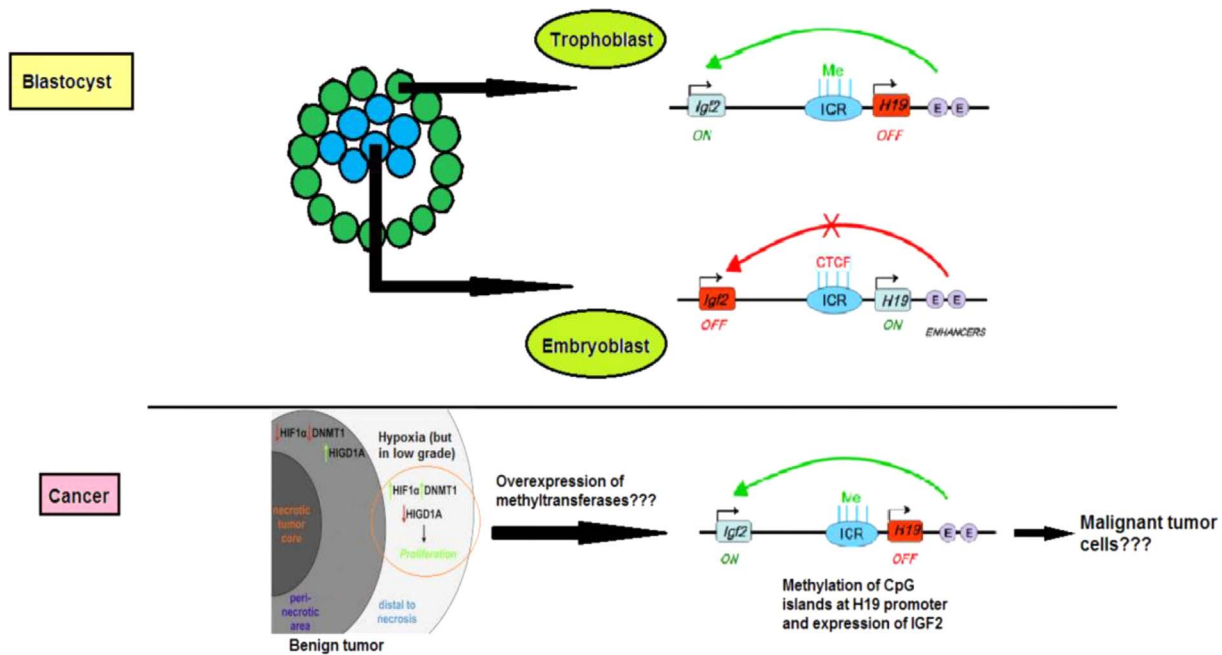 Blastocyst
Trophoblast
Me
Igf2
ICR
H19
E
E
ON
OFF
CTCF
Igf2
ICR
H19
E
E
OFF
ON
ENHANCERS
Embryoblast
Cancer
↓HIF1α↓DNMT1
↑HIGD1A
necrotic
tumor
core
peri-
necrotic
area
Hypoxia (but
in low grade)
↑HIF1α↑DNMT1
↓HIGD1A
Proliferation
distal to
necrosis
Benign tumor
Overexpression of
methyltransferases???
Me
Igf2
ICR
H19
E
E
ON
OFF
Methylation of CpG
islands at H19 promoter
and expression of IGF2
Malignant tumor
cells???